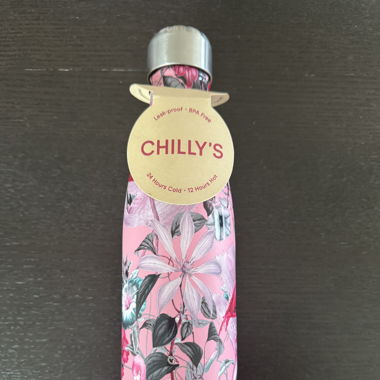 Leak-proof • BPA Free
CHILLY'S
24 Hours Cold • 12 Hours Hot